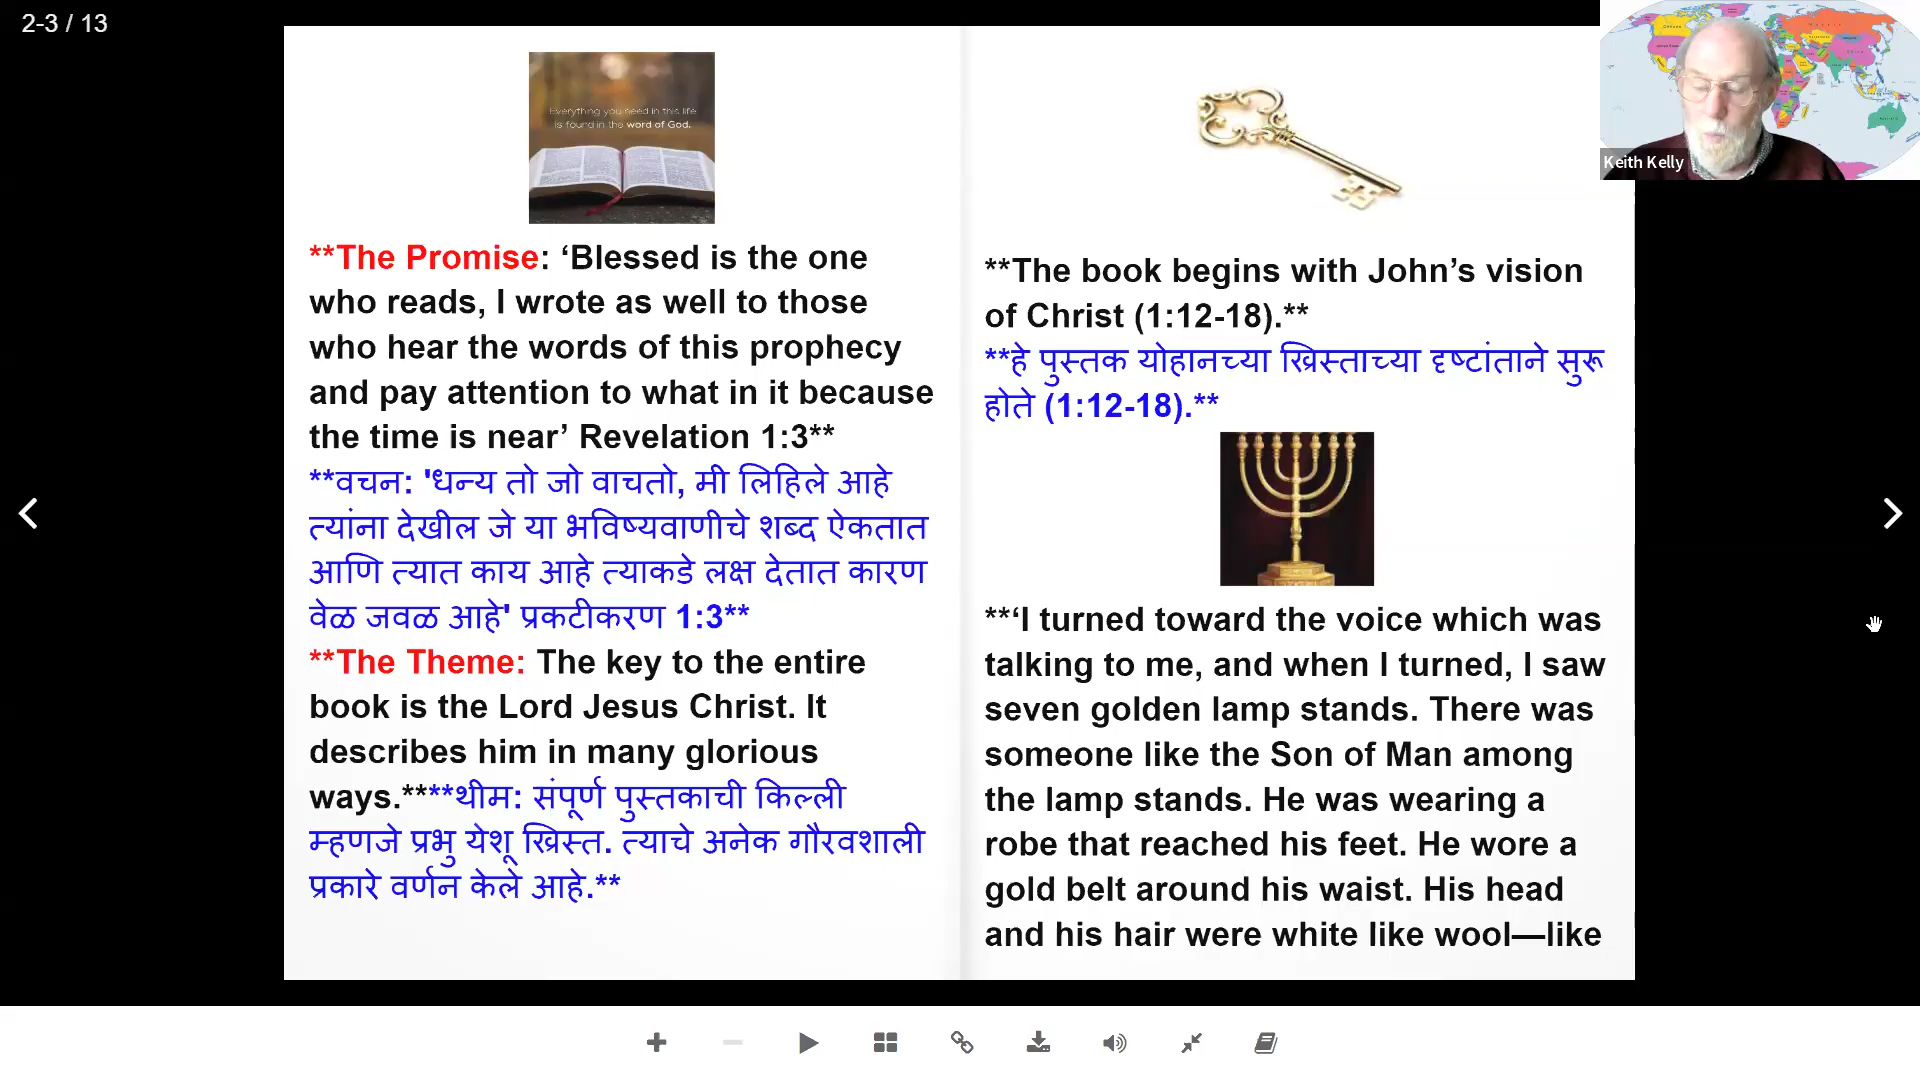 2-3 / 13
Everything you need in this life
is found in the word of God.
**The Promise: ‘Blessed is the one
who reads, I wrote as well to those
who hear the words of this prophecy
and pay attention to what in it because
the time is near’ Revelation 1:3**
**वचन: 'धन्य तो जो वाचतो, मी लिहिले आहे
त्यांना देखील जे या भविष्यवाणीचे शब्द ऐकतात
आणि त्यात काय आहे त्याकडे लक्ष देतात कारण
वेळ जवळ आहे' प्रकटीकरण 1:3**
**The Theme: The key to the entire
book is the Lord Jesus Christ. It
describes him in many glorious
ways.****थीम: संपूर्ण पुस्तकाची किल्ली
म्हणजे प्रभु येशू ख्रिस्त. त्याचे अनेक गौरवशाली
प्रकारे वर्णन केले आहे.**
**The book begins with John’s vision
of Christ (1:12-18).**
**हे पुस्तक योहानच्या ख्रिस्ताच्या दृष्टांताने सुरू
होते (1:12-18).**
**‘I turned toward the voice which was
talking to me, and when I turned, I saw
seven golden lamp stands. There was
someone like the Son of Man among
the lamp stands. He was wearing a
robe that reached his feet. He wore a
gold belt around his waist. His head
and his hair were white like wool—like
Keith Kelly